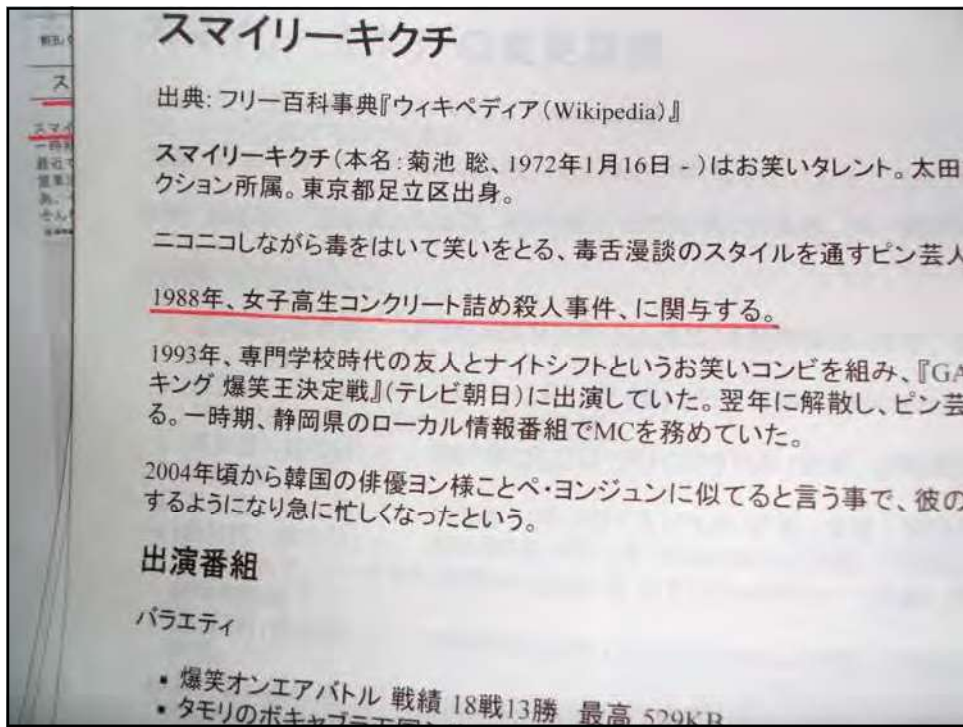 ス
スマイ
一時期
最近
スマイリーキクチ
出典: フリー百科事典『ウィキペディア(Wikipedia)』
スマイリーキクチ(本名:菊池 聡、1972年1月16日 - )はお笑いタレント。太田
クション所属。東京都足立区出身。
ニコニコしながら毒をはいて笑いをとる、毒舌漫談のスタイルを通すピン芸人
1988年、女子高生コンクリート詰め殺人事件、に関与する。
1993年、専門学校時代の友人とナイトシフトというお笑いコンビを組み、『GA
キング 爆笑王決定戦』(テレビ朝日)に出演していた。翌年に解散し、ピン芸
る。一時期、静岡県のローカル情報番組でMCを務めていた。
2004年頃から韓国の俳優ヨン様ことペ・ヨンジュンに似てると言う事で、彼の
するようになり急に忙しくなったという。
出演番組
バラエティ
▪ 爆笑オンエアバトル 戦績 18戦13勝 最高 529KB
▪ タモリのボキャブラ天国